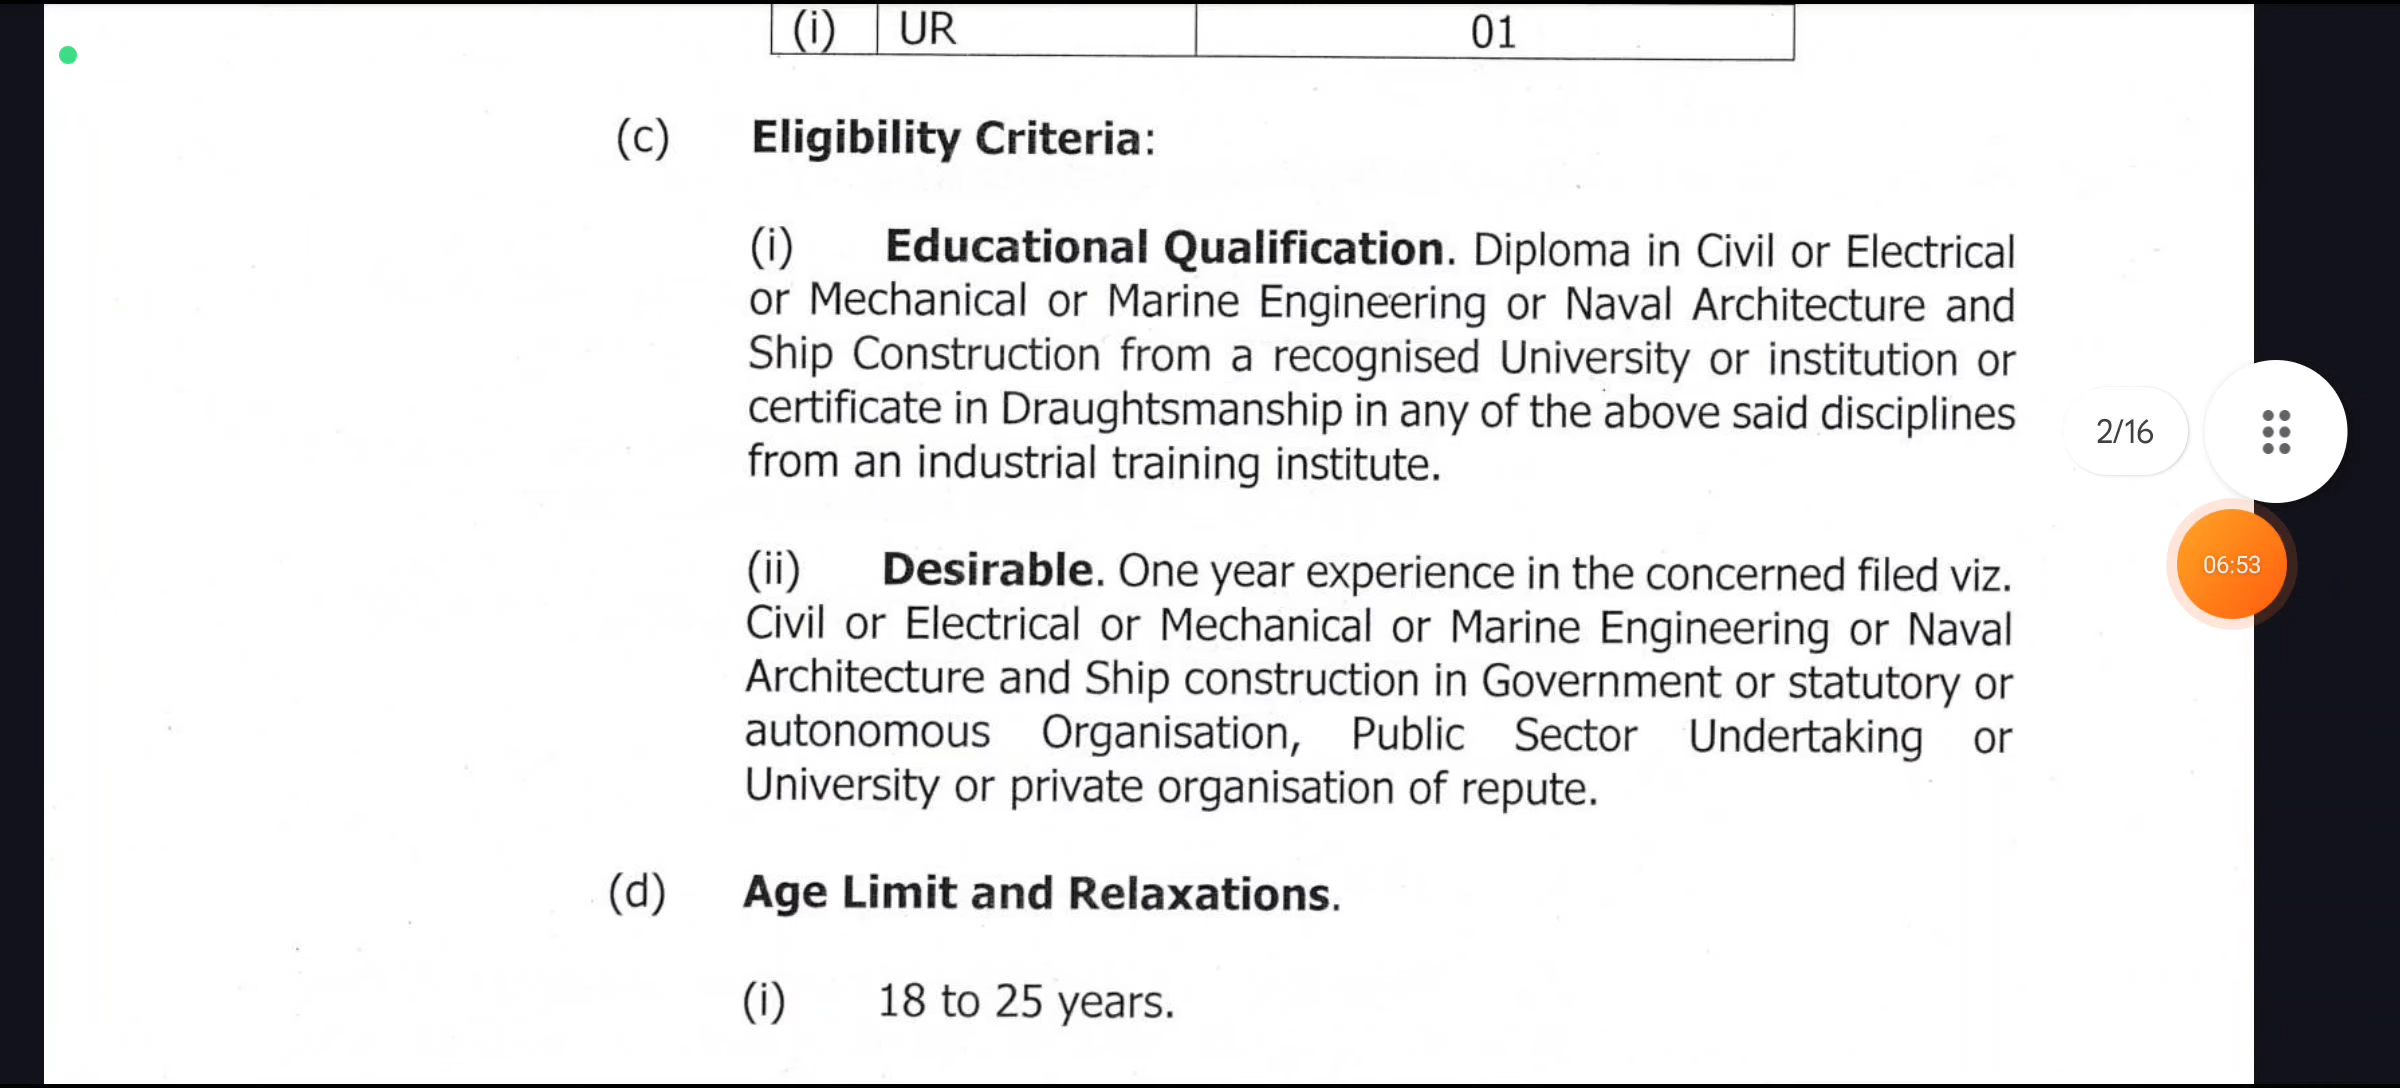 (i) UR 01
(c) Eligibility Criteria:
(i) Educational Qualification. Diploma in Civil or Electrical
or Mechanical or Marine Engineering or Naval Architecture and
Ship Construction from a recognised University or institution or
certificate in Draughtsmanship in any of the above said disciplines
from an industrial training institute.
2/16
06:53
(ii) Desirable. One year experience in the concerned filed viz.
Civil or Electrical or Mechanical or Marine Engineering or Naval
Architecture and Ship construction in Government or statutory or
autonomous Organisation, Public Sector Undertaking or
University or private organisation of repute.
(d) Age Limit and Relaxations.
(i) 18 to 25 years.